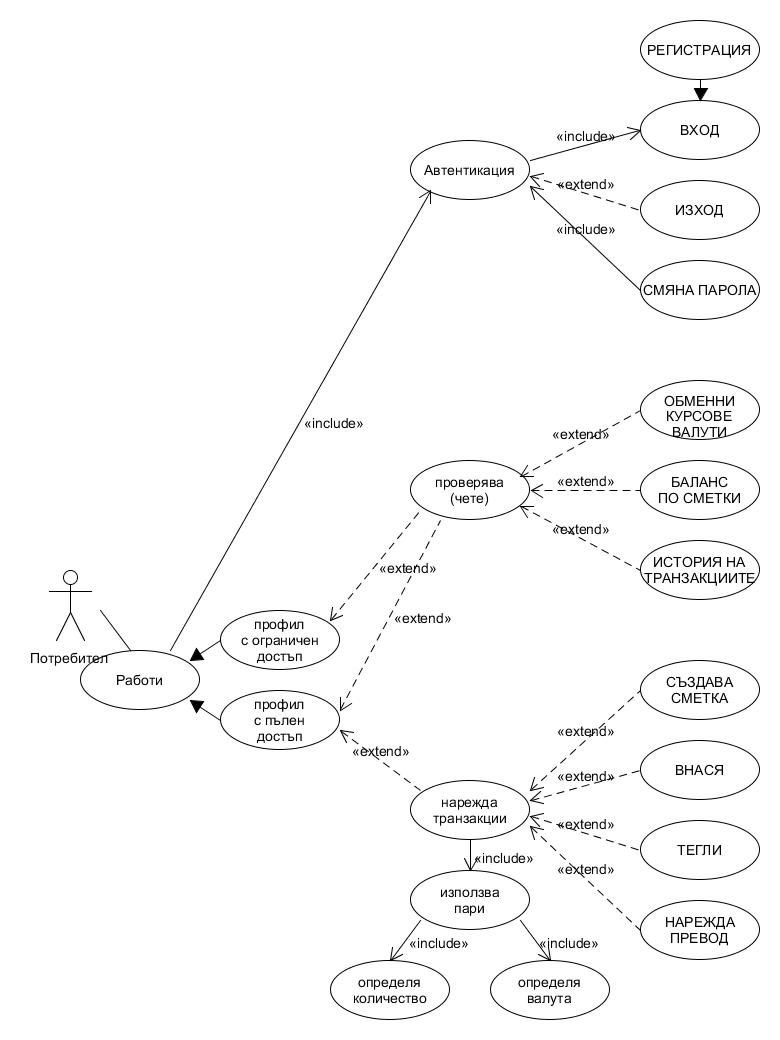 РЕГИСТРАЦИЯ
«include»
ВХОД
Автентикация
«extend»
ИЗХОД
«include»
СМЯНА ПАРОЛА
«include»
ОБМЕННИ
КУРСОВЕ
ВАЛУТИ
«extend»
проверява
(чете)
«extend»
БАЛАНС
ПО СМЕТКИ
«extend»
ИСТОРИЯ НА
ТРАНЗАКЦИИТЕ
«extend»
«extend»
Потребител
Работи
профил
с ограничен
достъп
профил
с пълен
достъп
«extend»
СЪЗДАВА
СМЕТКА
«extend»
«extend»
ВНАСЯ
нарежда
транзакции
«extend»
ТЕГЛИ
«include»
«extend»
използва
пари
НАРЕЖДА
ПРЕВОД
«include»
«include»
определя
количество
определя
валута